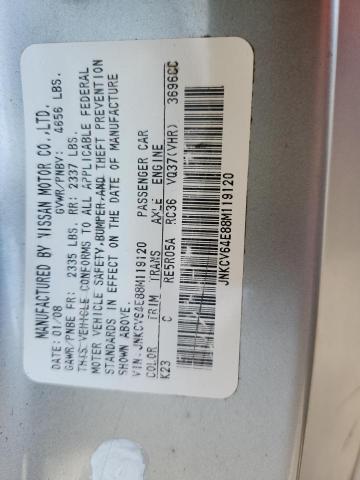 MANUFACTURED BY NISSAN MOTOR CO.,LTD.
DATE: 01/08 GVWR/PNBV: 4656 LBS.
GAWR/PNBE FR: 2335 LBS. RR: 2337 LBS.
THIS VEHICLE CONFORMS TO ALL APPLICABLE FEDERAL
MOTOR VEHICLE SAFETY,BUMPER,AND THEFT PREVENTION
STANDARDS IN EFFECT ON THE DATE OF MANUFACTURE
SHOWN ABOVE.
VIN:JNKCV64E88M119120 PASSENGER CAR
COLOR TRIM TRANS AXLE ENGINE
K23 C RE5R05A RC36 VQ37(VHR) 3696CC
JNKCV64E88M119120